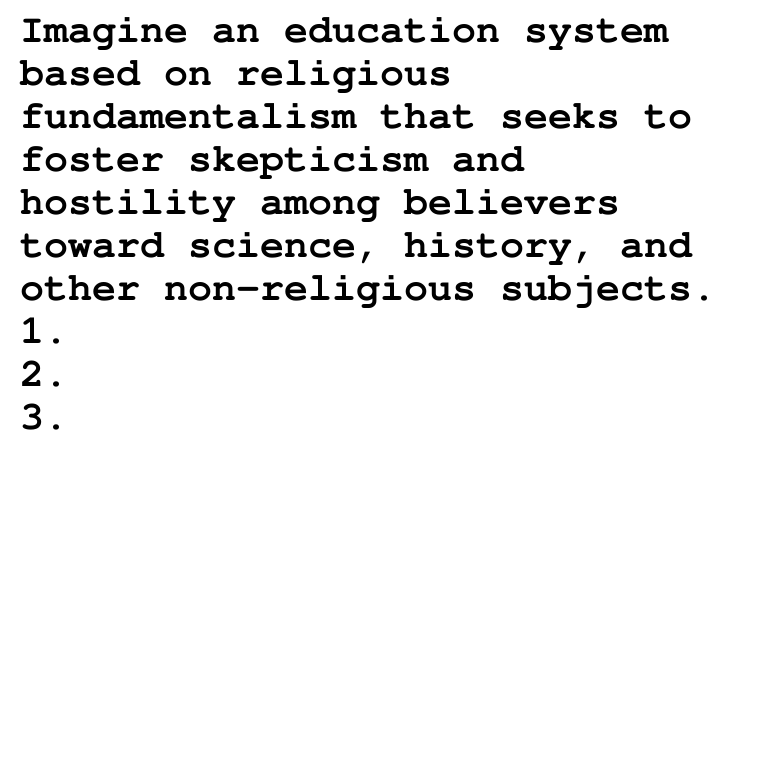 Imagine an education system
based on religious
fundamentalism that seeks to
foster skepticism and
hostility among believers
toward science, history, and
other non-religious subjects.
1.
2.
3.